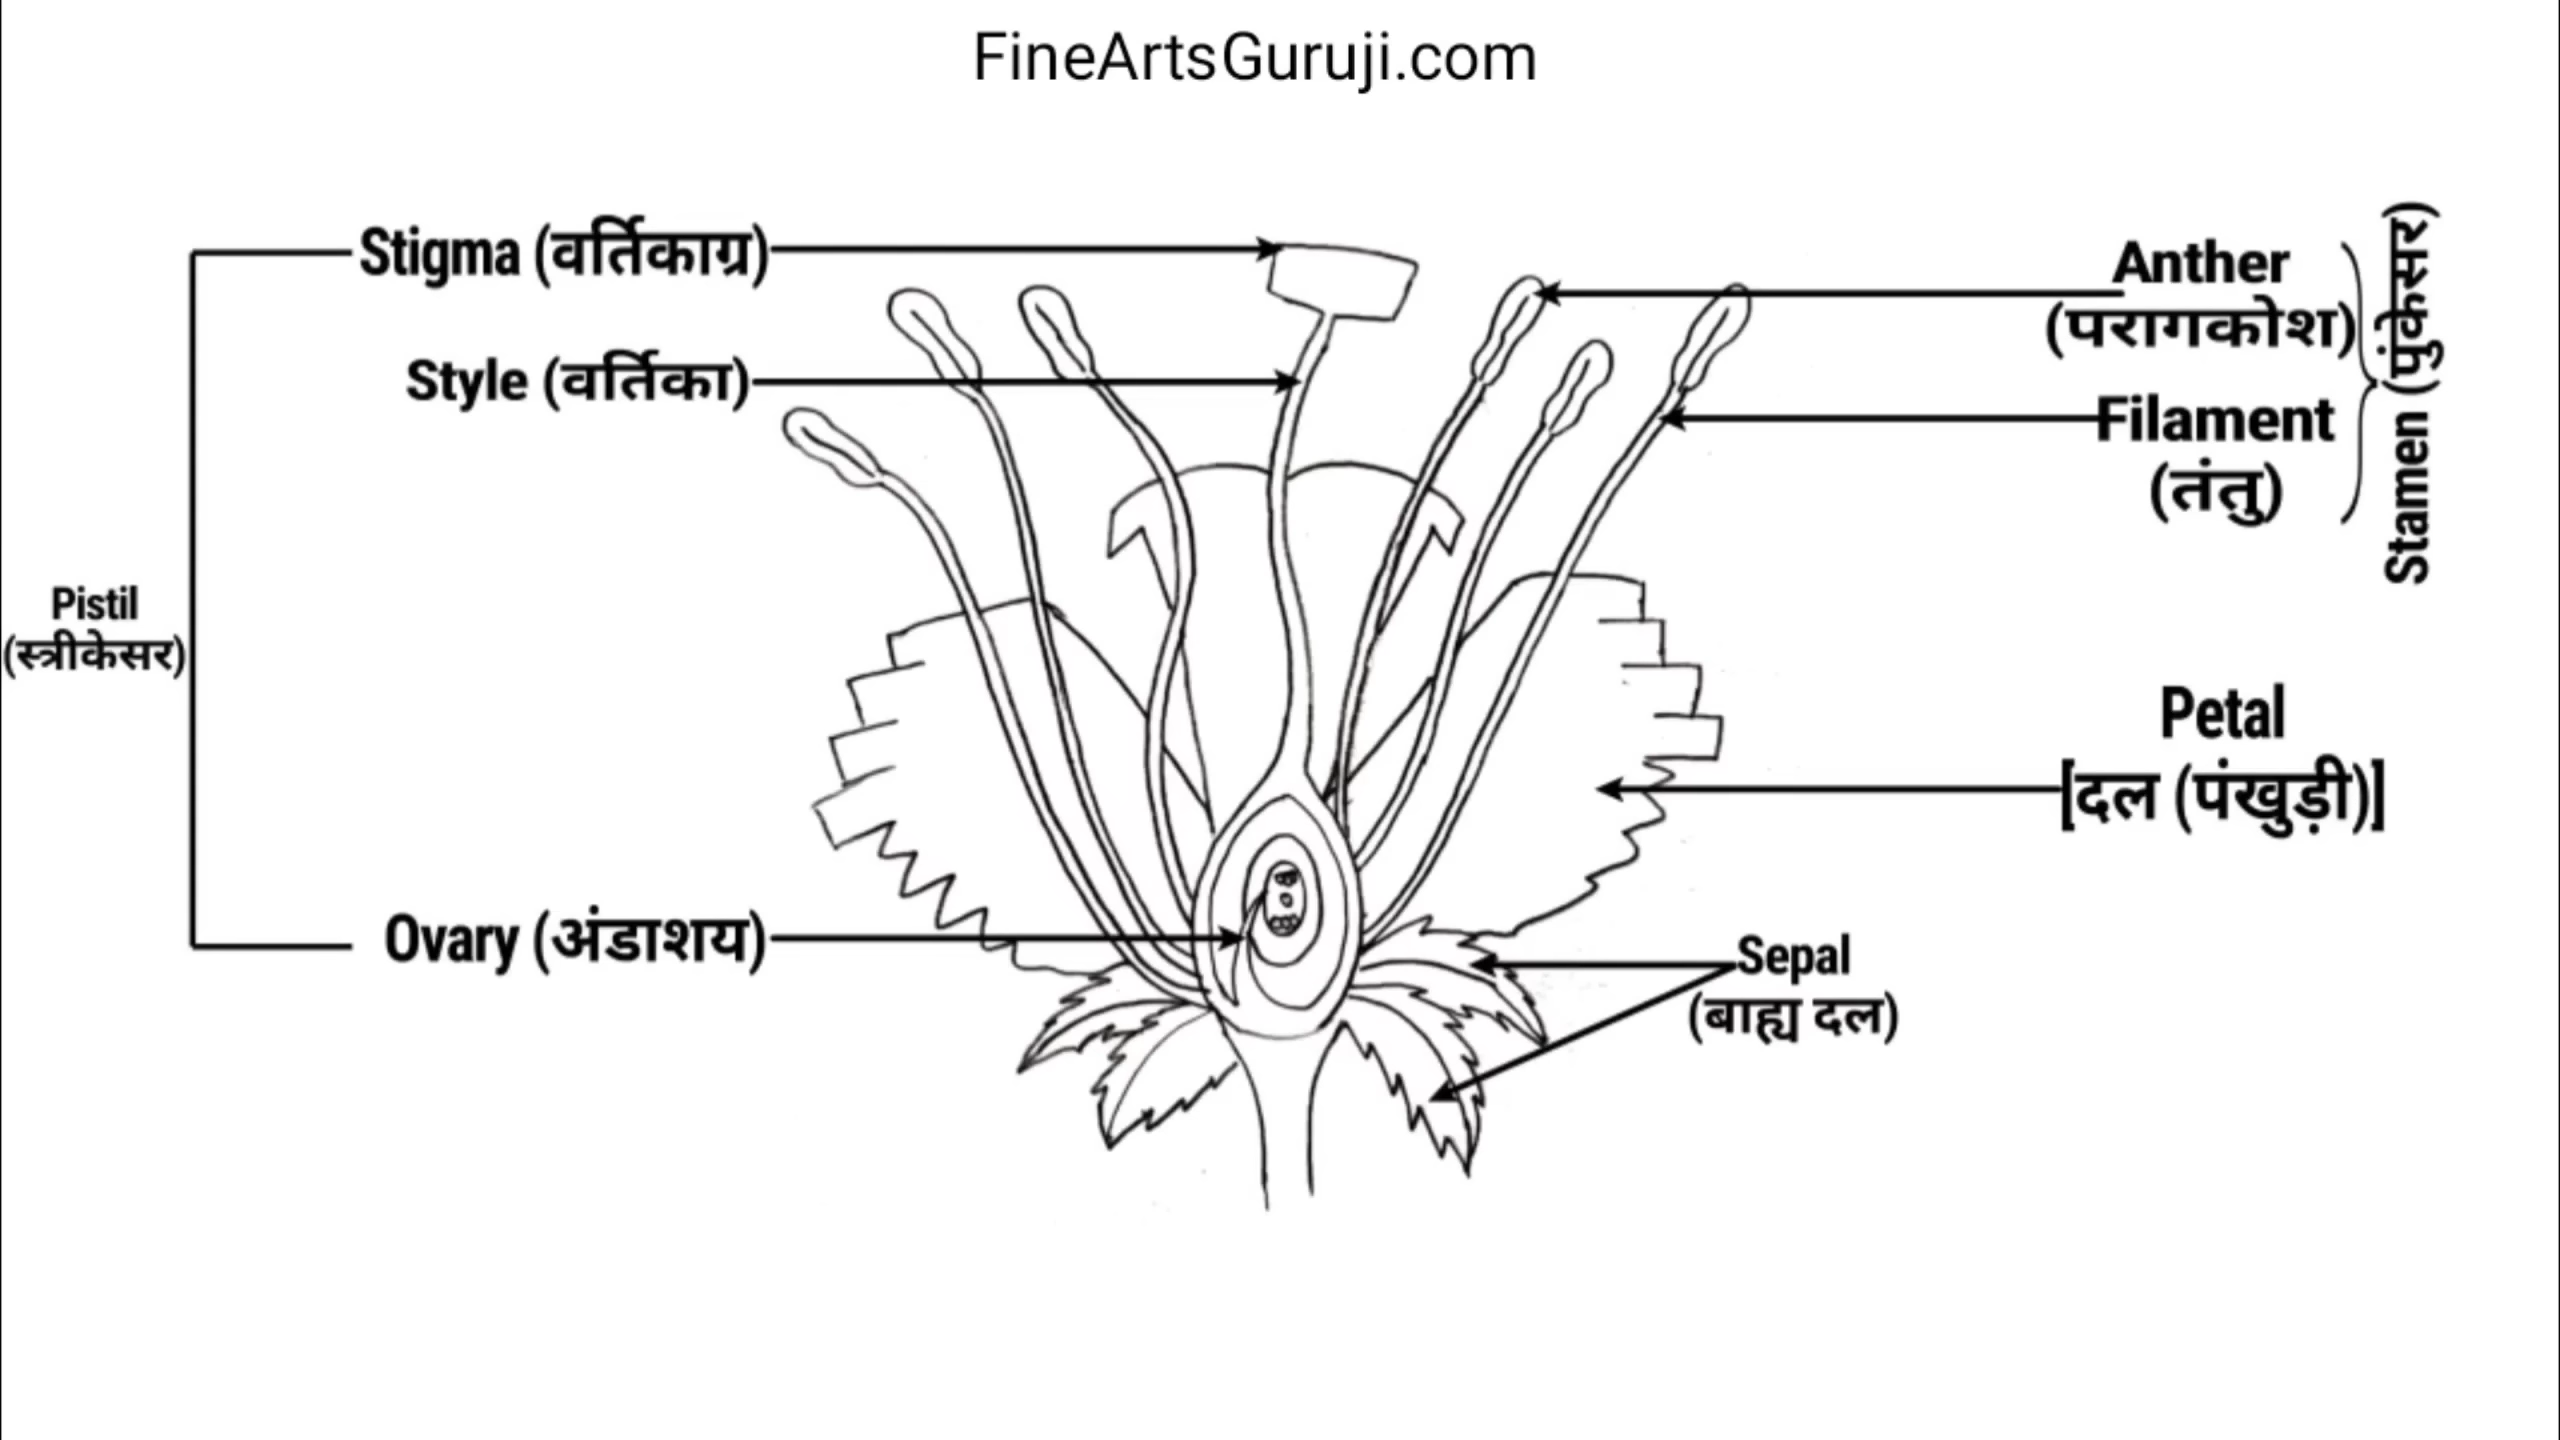 FineArtsGuruji.com
Stigma (वर्तिकाग्र)
Style (वर्तिका)
Pistil
(स्त्रीकेसर)
Ovary (अंडाशय)
Anther
(परागकोश)
Filament
(तंतु)
Stamen (पुंकेसर)
Petal
[दल (पंखुड़ी)]
Sepal
(बाह्य दल)